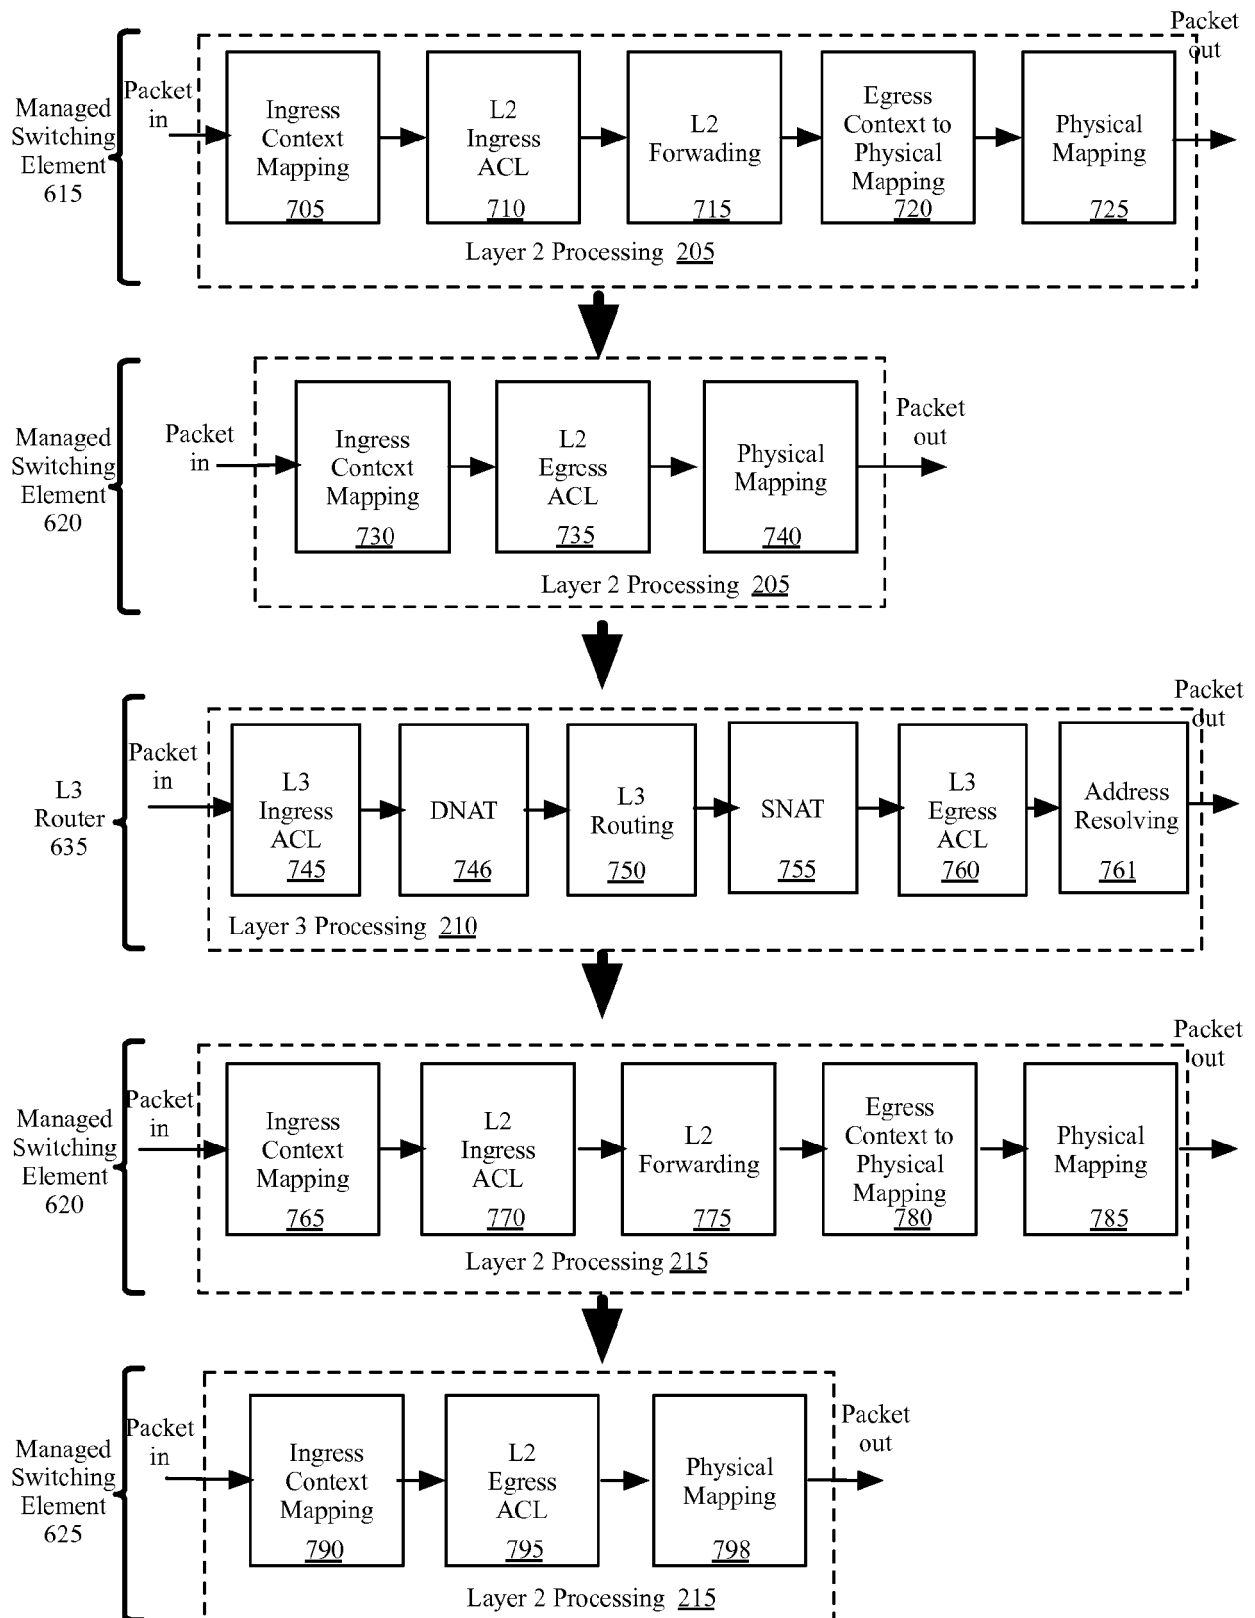 Packet
out
Managed
Switching
Element
615
Packet
in
Ingress
Context
Mapping
705
L2
Ingress
ACL
710
L2
Forwading
715
Egress
Context to
Physical
Mapping
720
Physical
Mapping
725
Layer 2 Processing 205
Managed
Switching
Element
620
Packet
in
Ingress
Context
Mapping
730
L2
Egress
ACL
735
Physical
Mapping
740
Packet
out
Layer 2 Processing 205
Packet
out
L3
Router
635
Packet
in
L3
Ingress
ACL
745
DNAT
746
L3
Routing
750
SNAT
755
L3
Egress
ACL
760
Address
Resolving
761
Layer 3 Processing 210
Packet
out
Managed
Switching
Element
620
Packet
in
Ingress
Context
Mapping
765
L2
Ingress
ACL
770
L2
Forwarding
775
Egress
Context to
Physical
Mapping
780
Physical
Mapping
785
Layer 2 Processing 215
Managed
Switching
Element
625
Packet
in
Ingress
Context
Mapping
790
L2
Egress
ACL
795
Physical
Mapping
798
Packet
out
Layer 2 Processing 215